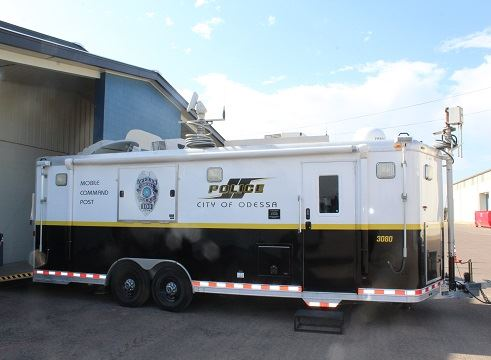 MOBILE
COMMAND
POST
POLICE
CITY OF ODESSA
3080